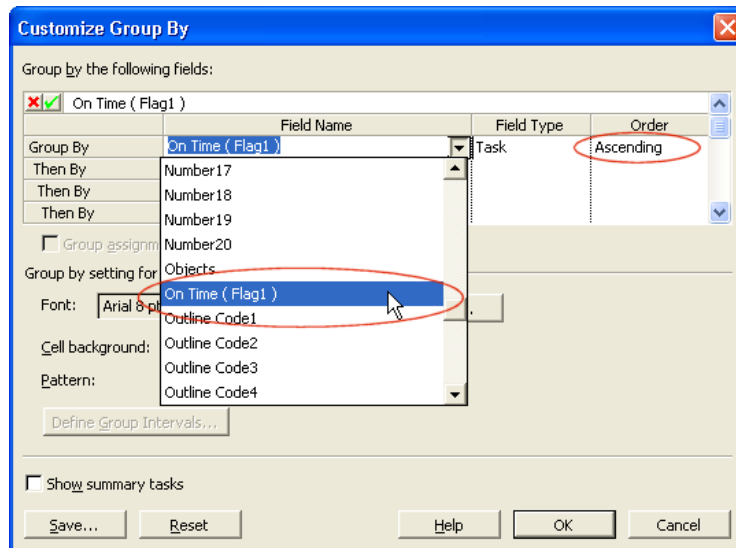 Customize Group By
Group by the following fields:
On Time ( Flag1 )
Field Name Field Type Order
Group By On Time ( Flag1 ) Task Ascending
Then By Number17
Then By Number18
Then By Number19
Number20
Group assignm
Objects
Group by setting for
On Time ( Flag1 )
Font: Arial 8 pt
Outline Code1
Cell background: Outline Code2
Outline Code3
Pattern:
Outline Code4
Define Group Intervals...
Show summary tasks
Save... Reset Help OK Cancel